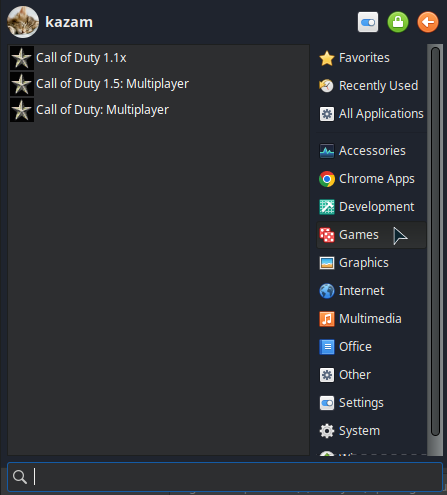 kazam
Call of Duty 1.1x
Call of Duty 1.5: Multiplayer
Call of Duty: Multiplayer
Favorites
Recently Used
All Applications
Accessories
Chrome Apps
Development
Games
Graphics
Internet
Multimedia
Office
Other
Settings
System